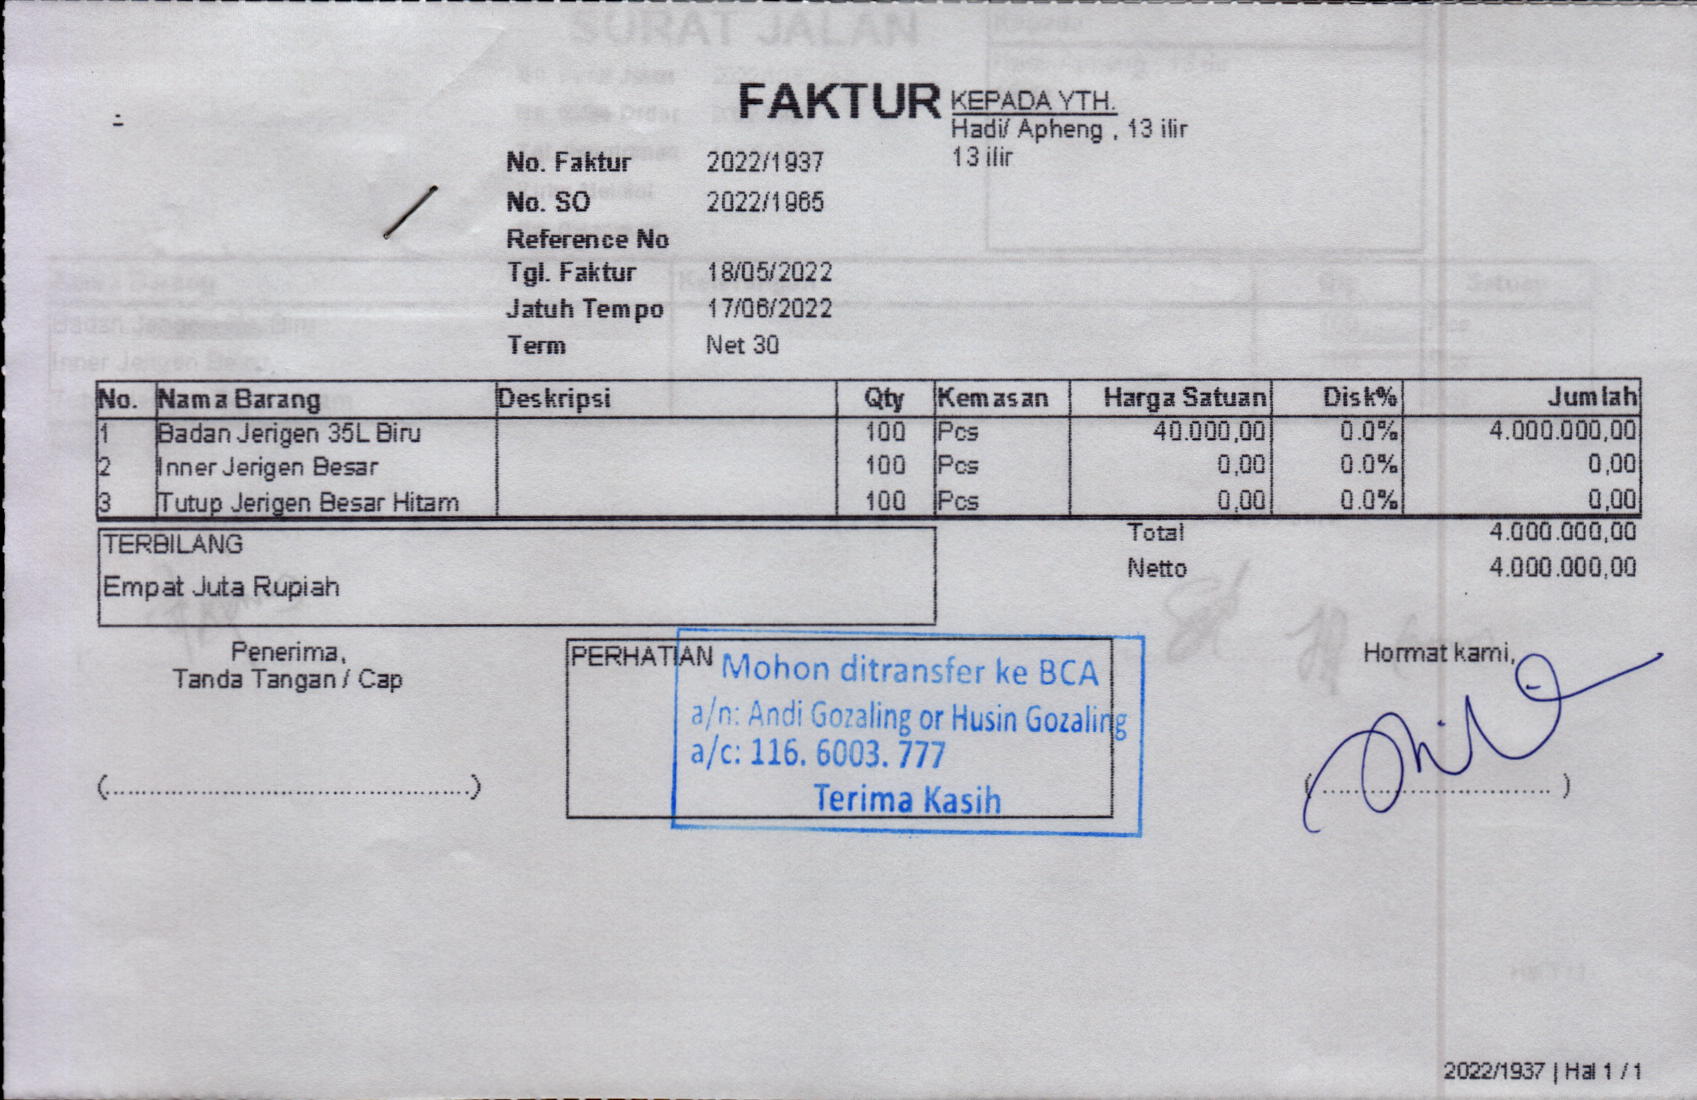 FAKTUR
KEPADA YTH.
Hadi/ Apheng , 13 ilir
13 ilir
No. Faktur 2022/1937
No. SO 2022/1965
Reference No
Tgl. Faktur 18/05/2022
Jatuh Tempo 17/06/2022
Term Net 30
No. Nama Barang Deskripsi Qty Kemasan Harga Satuan Disk% Jumlah
1 Badan Jerigen 35L Biru 100 Pcs 40.000,00 0.0% 4.000.000,00
2 Inner Jerigen Besar 100 Pcs 0,00 0.0% 0,00
3 Tutup Jerigen Besar Hitam 100 Pcs 0,00 0.0% 0,00
Total 4.000.000,00
Netto 4.000.000,00
TERBILANG
Empat Juta Rupiah
Penerima,
Tanda Tangan / Cap
(..............................................)
PERHATIAN
Mohon ditransfer ke BCA
a/n: Andi Gozaling or Husin Gozaling
a/c: 116. 6003. 777
Terima Kasih
Hormat kami,
(.............................. )
2022/1937 | Hal 1 / 1
SURAT JALAN